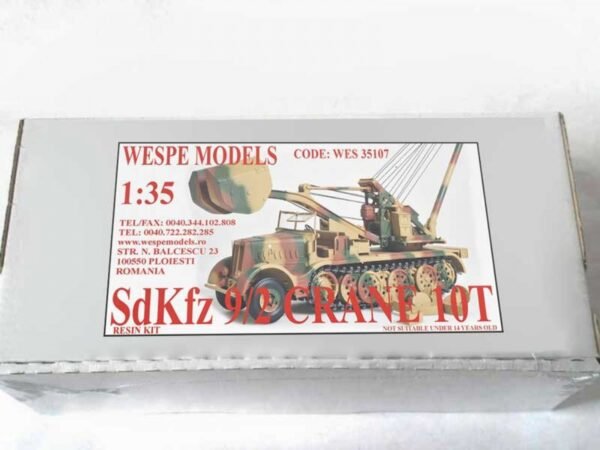 WESPE MODELS CODE: WES 35107
1:35
TEL/FAX: 0040.344.102.808
TEL: 0040.722.282.285
www.wespemodels.ro
STR. N. BALCESCU 23
100550 PLOIESTI
ROMANIA
SdKfz 9/2 CRANE 10T
RESIN KIT NOT SUITABLE UNDER 14 YEARS OLD